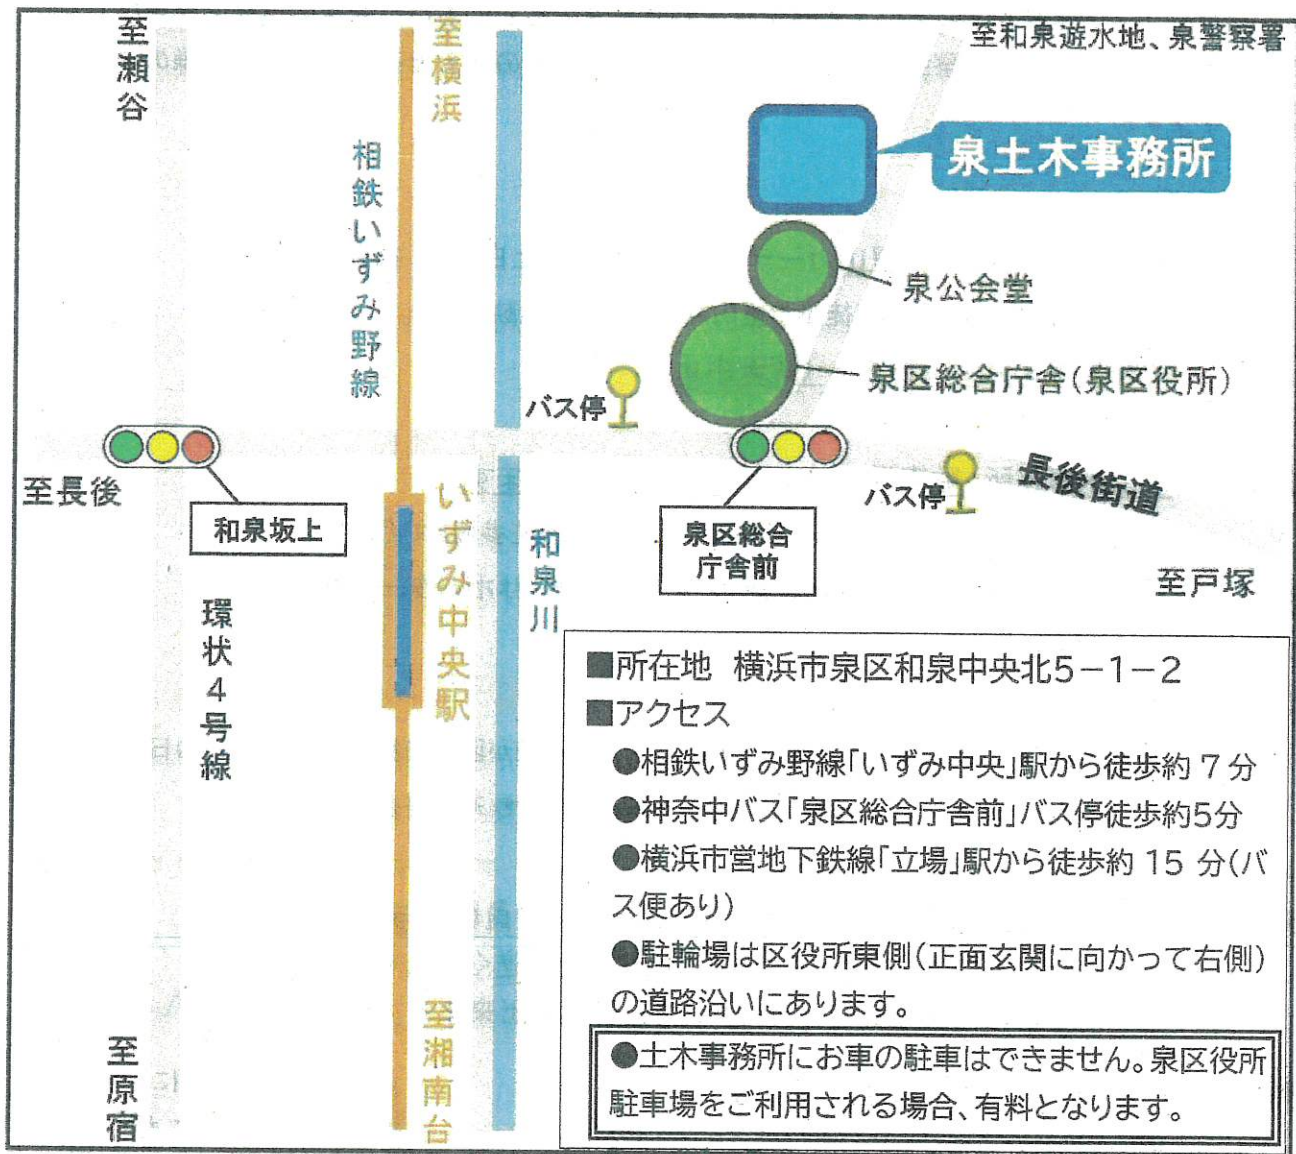 至瀬谷
至横浜
至和泉遊水地、泉警察署
相鉄いずみ野線
泉土木事務所
泉公会堂
泉区総合庁舎(泉区役所)
バス停
至長後
和泉坂上
いずみ中央駅
和泉川
泉区総合
庁舎前
バス停
長後街道
至戸塚
環状4号線
■所在地 横浜市泉区和泉中央北5-1-2
■アクセス
●相鉄いずみ野線「いずみ中央」駅から徒歩約 7 分
●神奈中バス「泉区総合庁舎前」バス停徒歩約5分
●横浜市営地下鉄線「立場」駅から徒歩約 15 分(バ
ス便あり)
●駐輪場は区役所東側(正面玄関に向かって右側)
の道路沿いにあります。
●土木事務所にお車の駐車はできません。泉区役所
駐車場をご利用される場合、有料となります。
至原宿
至湘南台